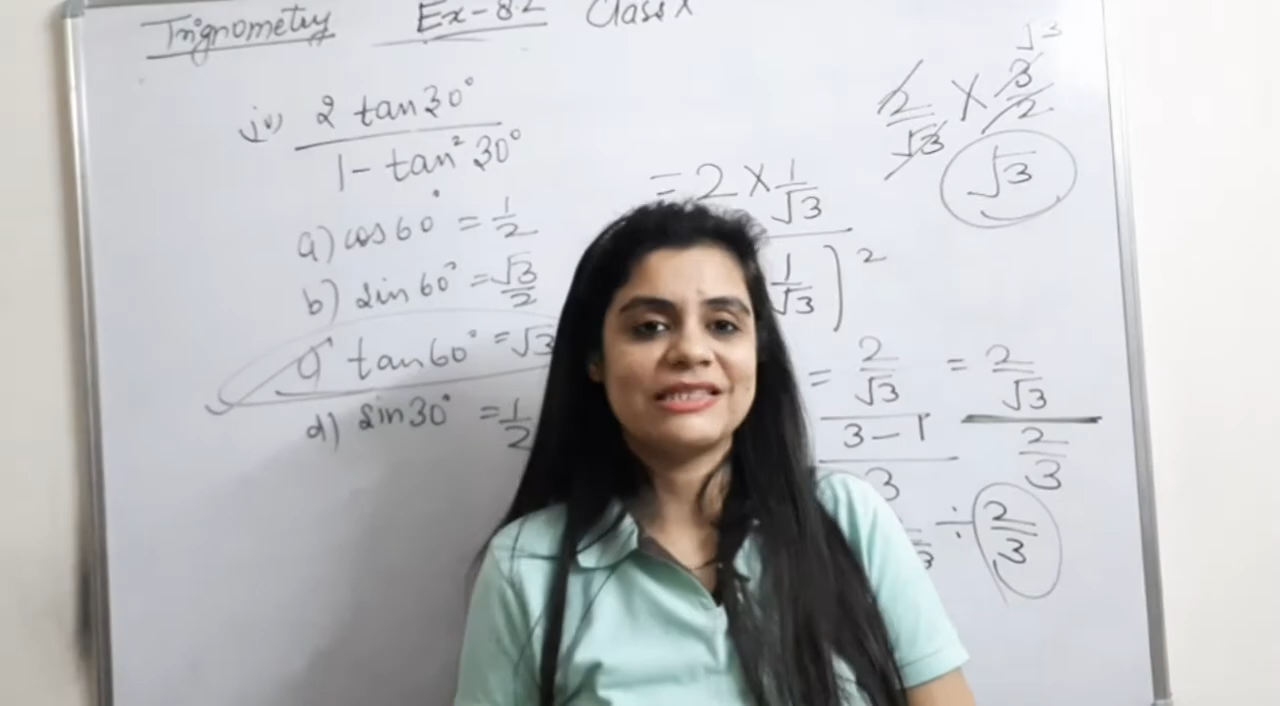 Trignometry Ex-8.2 Class X
iv) 2 tan30°
1 - tan² 30°
a) cos 60° = 1/2
b) sin 60° = √3/2
c) tan 60° = √3
d) sin 30° = 1/2
= 2 × 1/√3
1/√3)²
= 2/√3
3-1
3
= 2/√3
2/3
÷ 2/3
2/√3 × 3/2
√3
√3